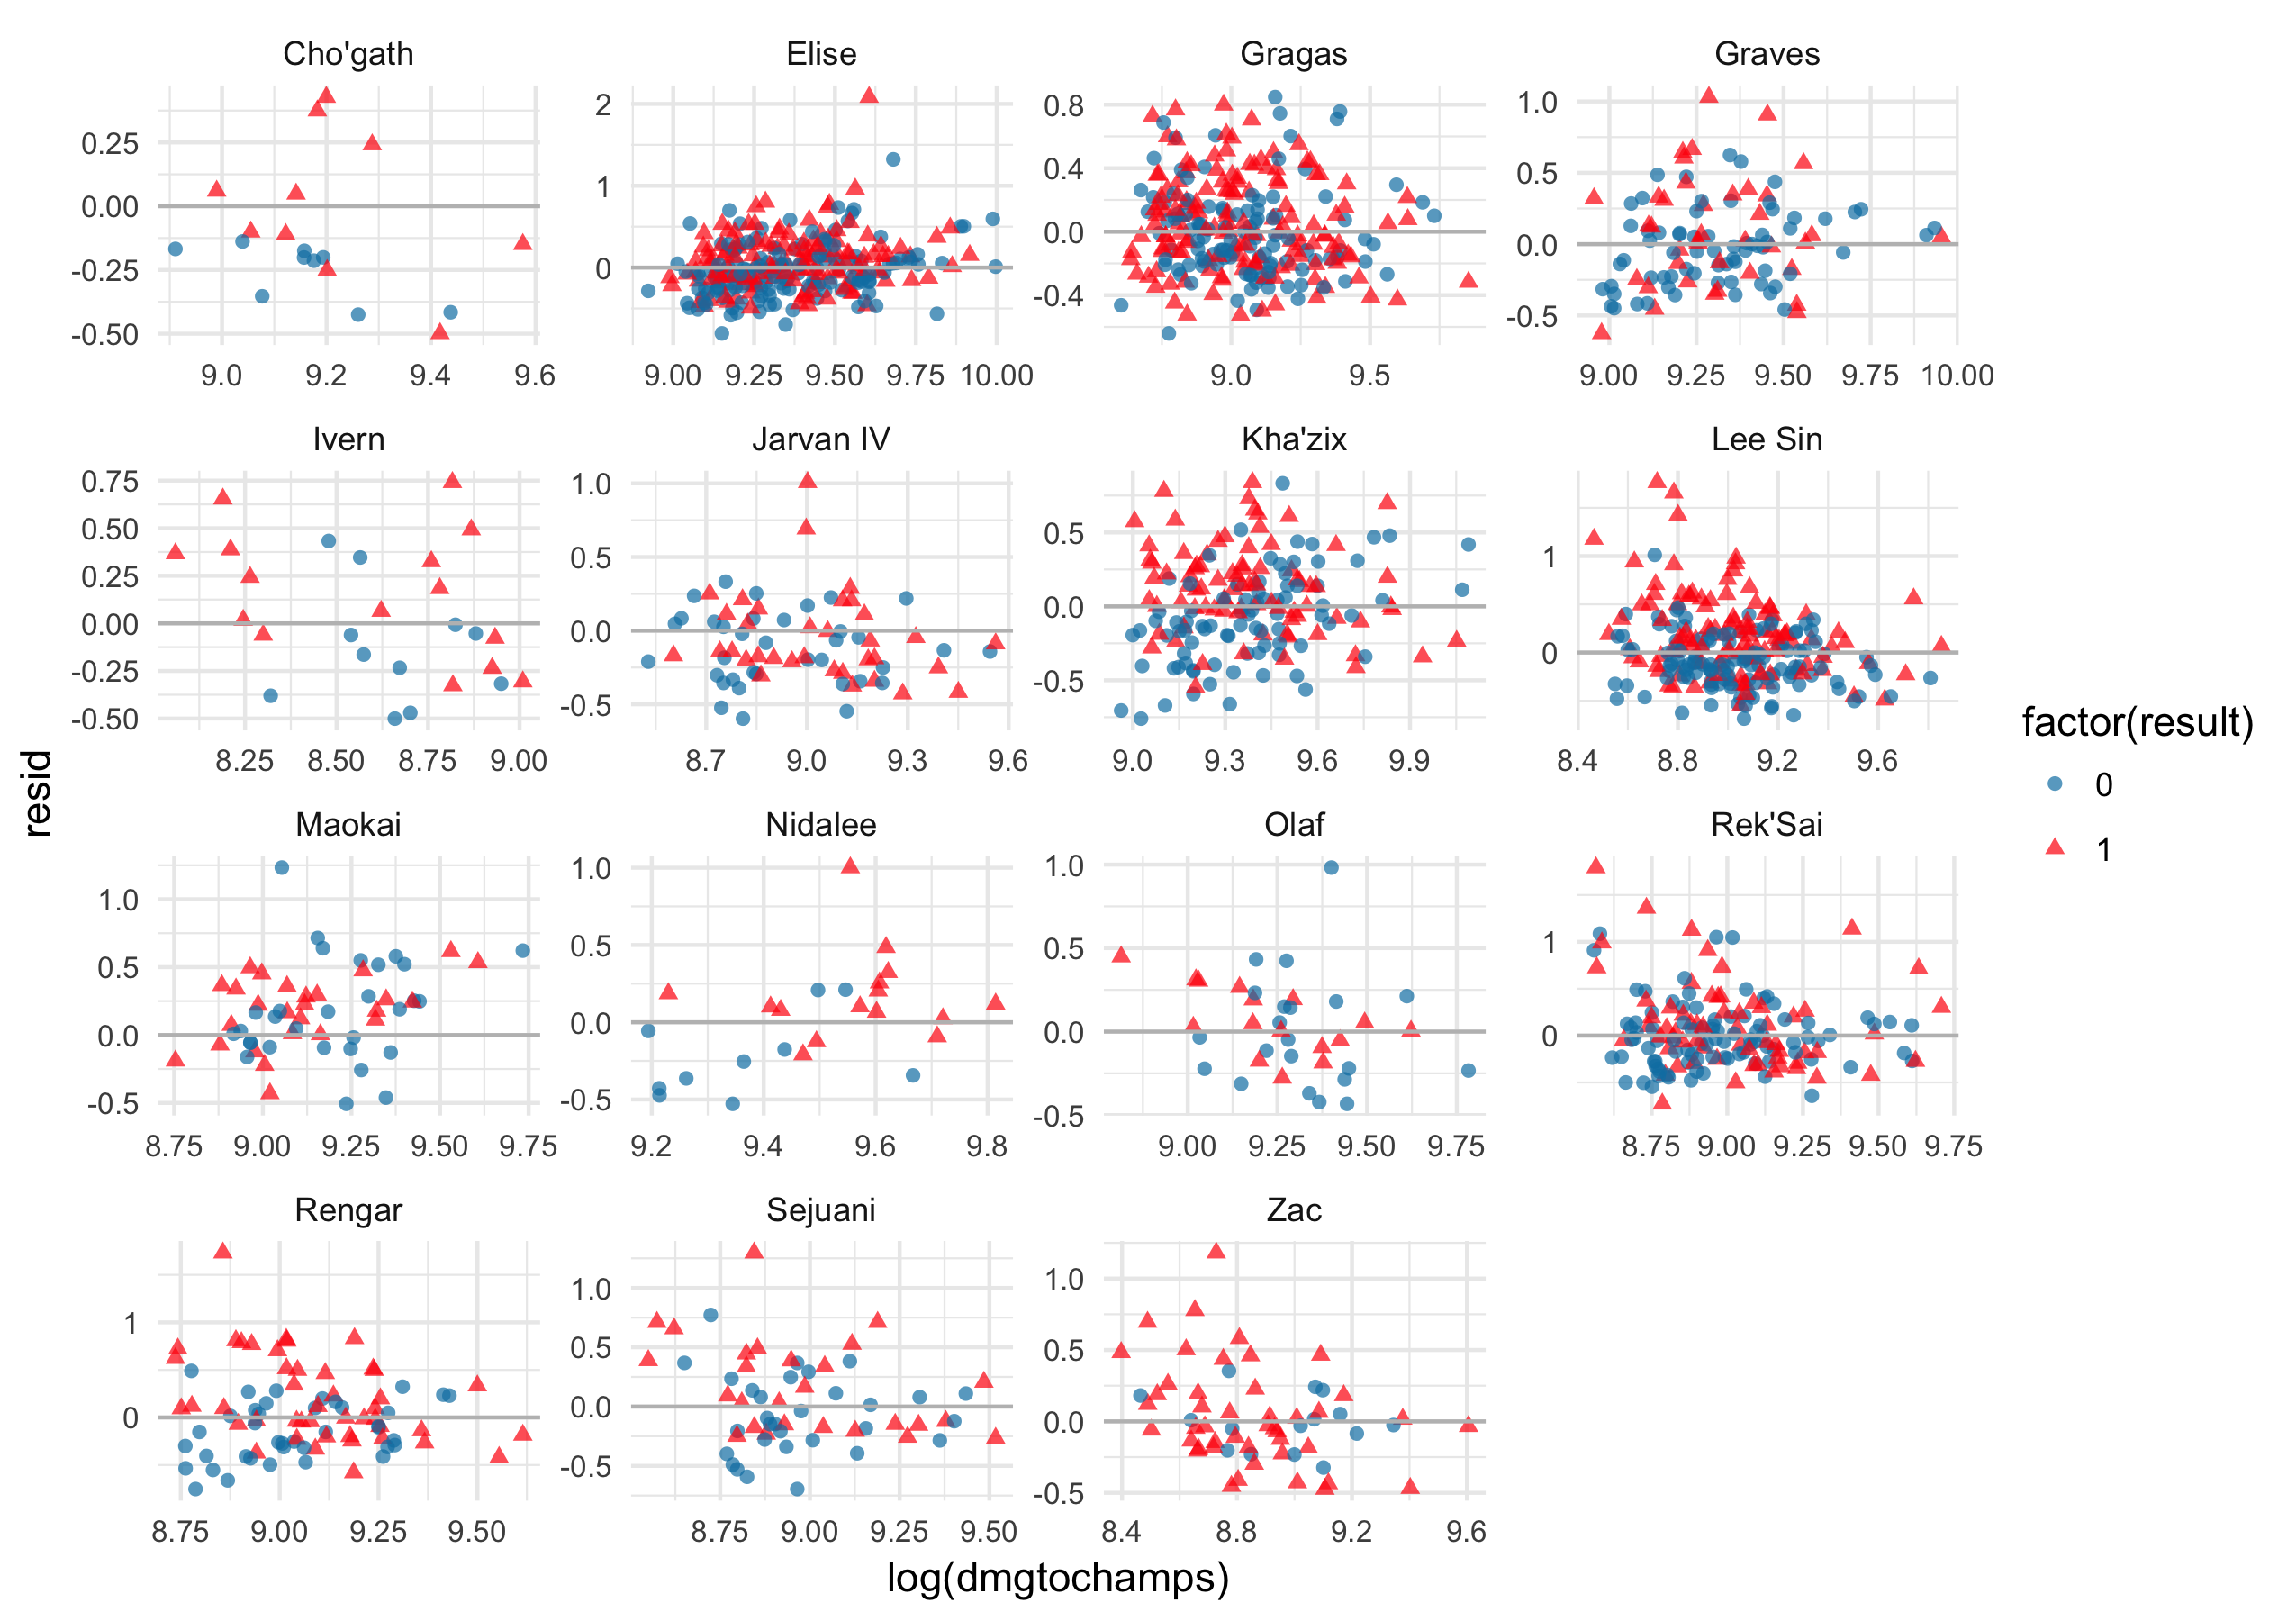 Cho'gath Elise Gragas Graves
0.25
0.00
-0.25
-0.50
9.0 9.2 9.4 9.6
2
1
0
9.00 9.25 9.50 9.75 10.00
0.8
0.4
0.0
-0.4
9.0 9.5
1.0
0.5
0.0
-0.5
9.00 9.25 9.50 9.75 10.00
Ivern Jarvan IV Kha'zix Lee Sin
0.75
0.50
0.25
0.00
-0.25
-0.50
8.25 8.50 8.75 9.00
1.0
0.5
0.0
-0.5
8.7 9.0 9.3 9.6
0.5
0.0
-0.5
9.0 9.3 9.6 9.9
1
0
8.4 8.8 9.2 9.6
Maokai Nidalee Olaf Rek'Sai
1.0
0.5
0.0
-0.5
8.75 9.00 9.25 9.50 9.75
1.0
0.5
0.0
-0.5
9.2 9.4 9.6 9.8
1.0
0.5
0.0
-0.5
9.00 9.25 9.50 9.75
1
0
8.75 9.00 9.25 9.50 9.75
Rengar Sejuani Zac
1
0
8.75 9.00 9.25 9.50
1.0
0.5
0.0
-0.5
8.75 9.00 9.25 9.50
1.0
0.5
0.0
-0.5
8.4 8.8 9.2 9.6
resid
log(dmgtochamps)
factor(result)
0
1